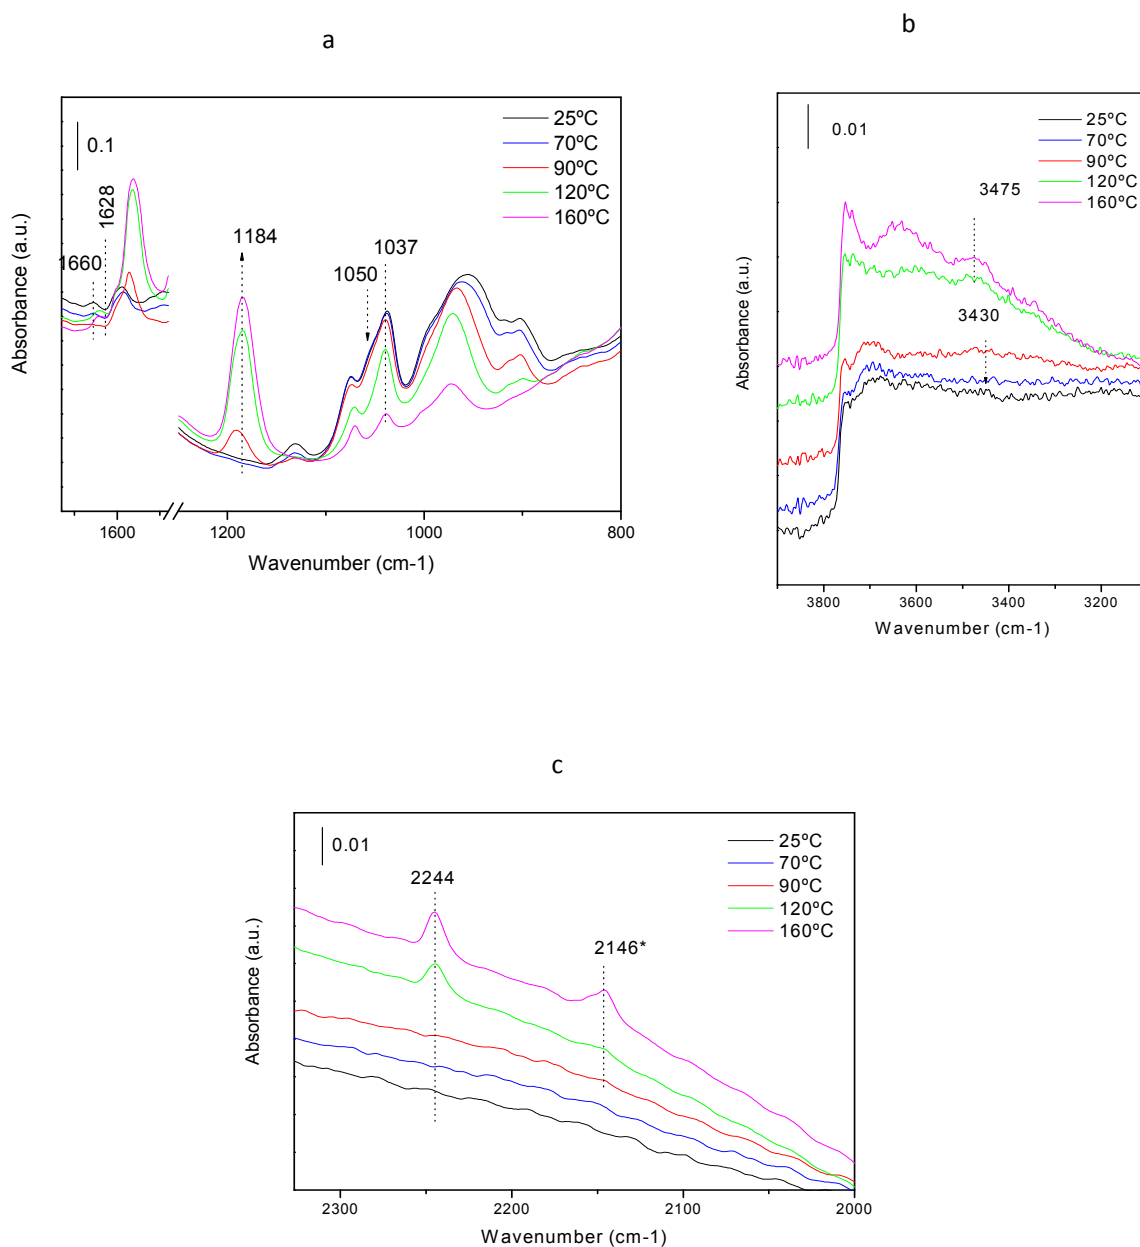 a
0.1
25ºC
70ºC
90ºC
120ºC
160ºC
1660
1628
1184
1050
1037
Absorbance (a.u.)
1600
1200
1000
800
Wavenumber (cm-1)
b
0.01
25ºC
70ºC
90ºC
120ºC
160ºC
3475
3430
Absorbance (a.u.)
3800
3600
3400
3200
Wavenumber (cm-1)
c
0.01
25ºC
70ºC
90ºC
120ºC
160ºC
2244
2146*
Absorbance (a.u.)
2300
2200
2100
2000
Wavenumber (cm-1)